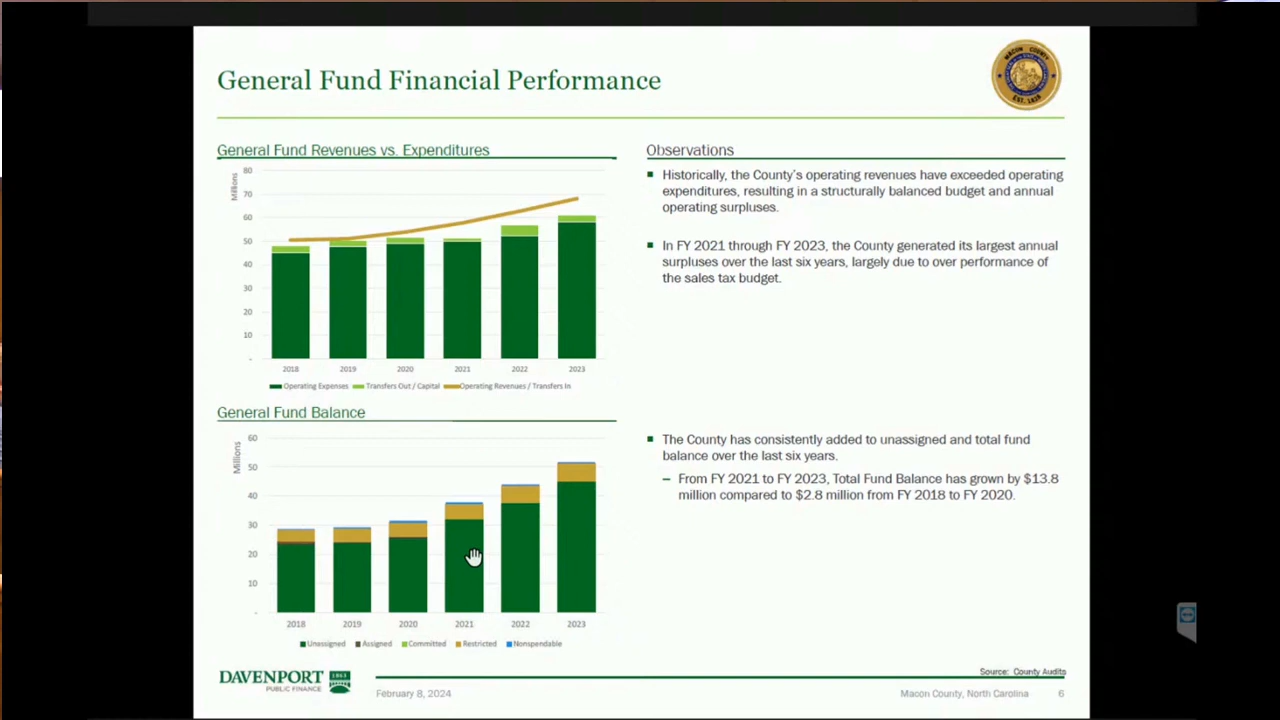 General Fund Financial Performance
MACON COUNTY
EST. 1828
General Fund Revenues vs. Expenditures
Millions
80
70
60
50
40
30
20
10
-
2018 2019 2020 2021 2022 2023
Operating Expenses Transfers Out / Capital Operating Revenues / Transfers In
Observations
Historically, the County's operating revenues have exceeded operating
expenditures, resulting in a structurally balanced budget and annual
operating surpluses.
In FY 2021 through FY 2023, the County generated its largest annual
surpluses over the last six years, largely due to over performance of
the sales tax budget.
General Fund Balance
Millions
60
50
40
30
20
10
-
2018 2019 2020 2021 2022 2023
Unassigned Assigned Committed Restricted Nonspendable
The County has consistently added to unassigned and total fund
balance over the last six years.
– From FY 2021 to FY 2023, Total Fund Balance has grown by $13.8
million compared to $2.8 million from FY 2018 to FY 2020.
Source: County Audits
DAVENPORT
PUBLIC FINANCE
1863
February 8, 2024
Macon County, North Carolina 6